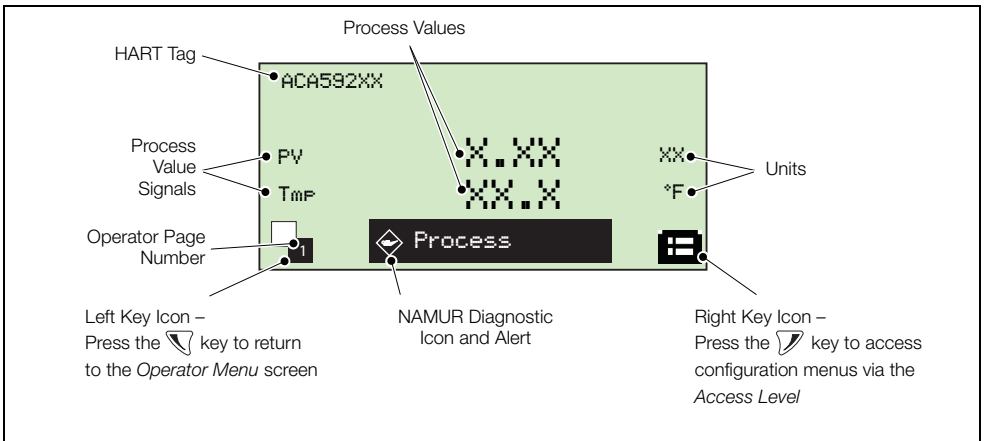 Process Values
HART Tag
ACA592XX
Process
Value
Signals
PV
X.XX
XX
Tmp
XX.X
°F
Units
Operator Page
Number
1
Process
Left Key Icon –
Press the key to return
to the Operator Menu screen
NAMUR Diagnostic
Icon and Alert
Right Key Icon –
Press the key to access
configuration menus via the
Access Level